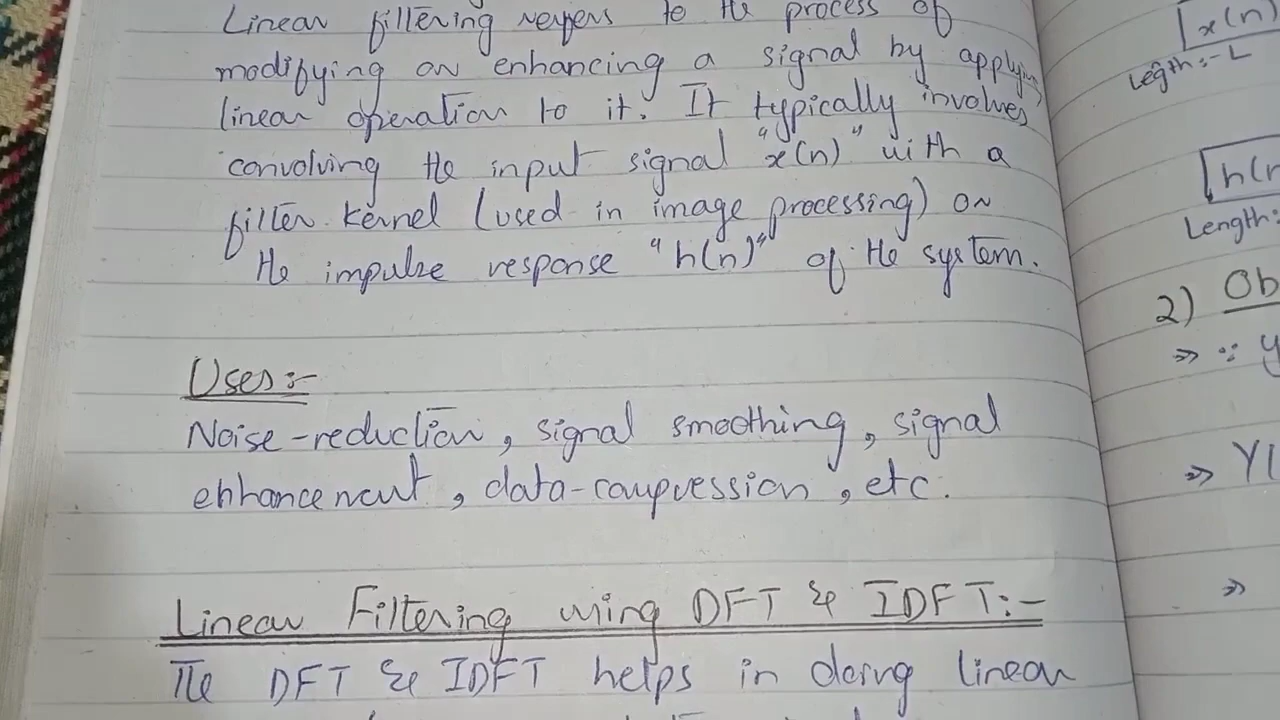 Linear filtering refers to the process of
modifying or enhancing a signal by applying
linear operation to it. It typically involves
convolving the input signal "x(n)" with a
filter kernel (used in image processing) or
the impulse response "h(n)" of the system.
Uses:-
Noise-reduction, signal smoothing, signal
enhancement, data-compression, etc.
Linear Filtering using DFT & IDFT:-
The DFT & IDFT helps in doing linear
x(n)
Legth:- L
h(n
Length:
2) Ob
⇒ ∵ y
⇒ Y(
⇒